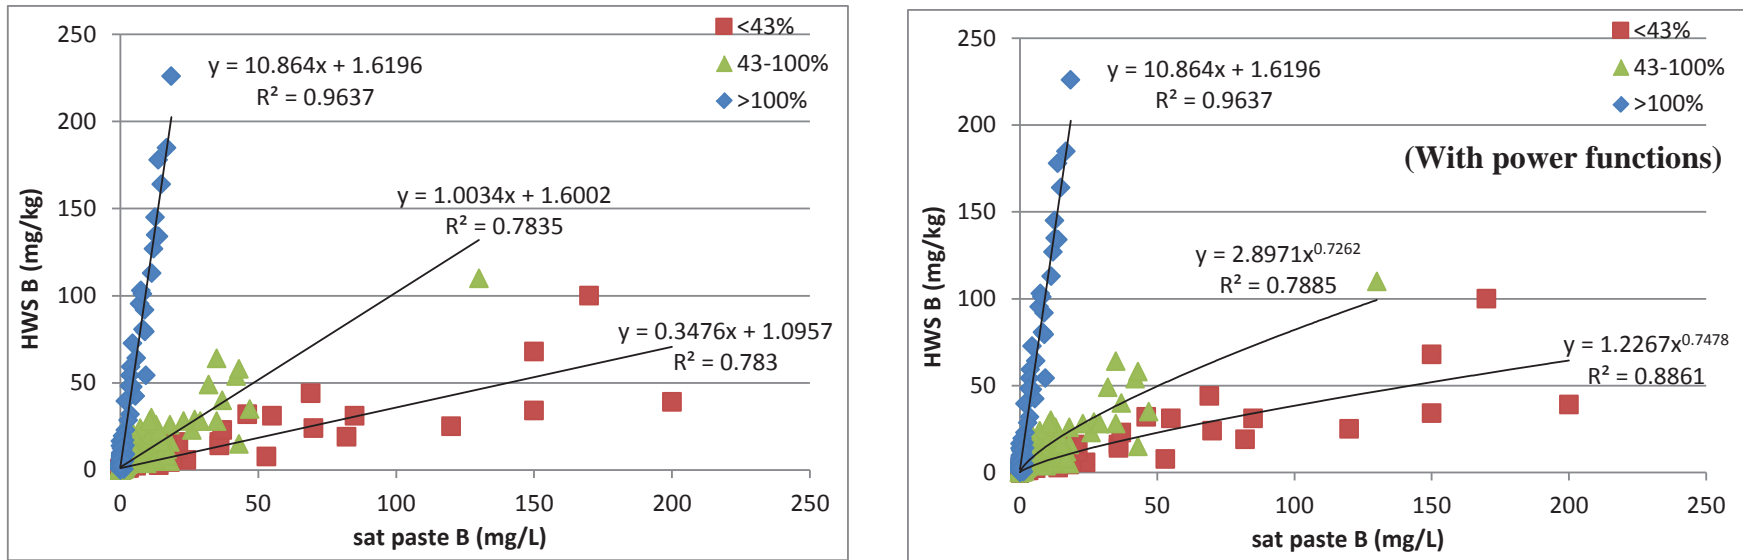 <43%
43-100%
>100%
y = 10.864x + 1.6196
R² = 0.9637
y = 1.0034x + 1.6002
R² = 0.7835
y = 0.3476x + 1.0957
R² = 0.783
250
200
150
100
50
0
0 50 100 150 200 250
HWS B (mg/kg)
sat paste B (mg/L)
<43%
43-100%
>100%
y = 10.864x + 1.6196
R² = 0.9637
(With power functions)
y = 2.8971x^0.7262
R² = 0.7885
y = 1.2267x^0.7478
R² = 0.8861
250
200
150
100
50
0
0 50 100 150 200 250
HWS B (mg/kg)
sat paste B (mg/L)